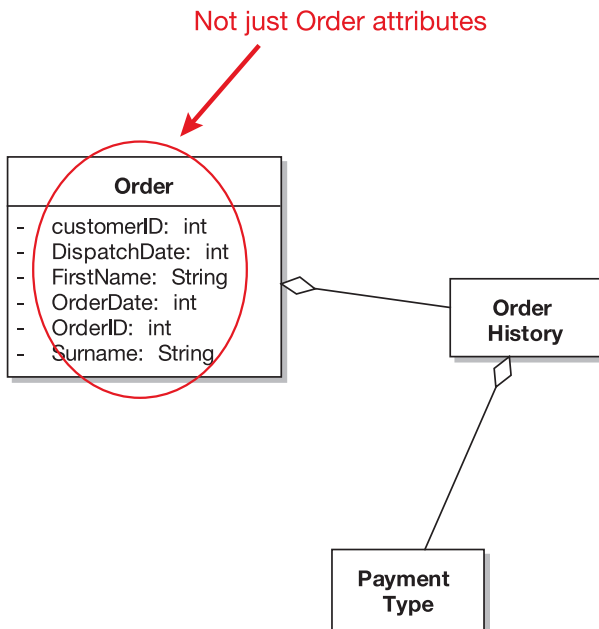 Not just Order attributes
Order
- customerID: int
- DispatchDate: int
- FirstName: String
- OrderDate: int
- OrderID: int
- Surname: String
Order
History
Payment
Type